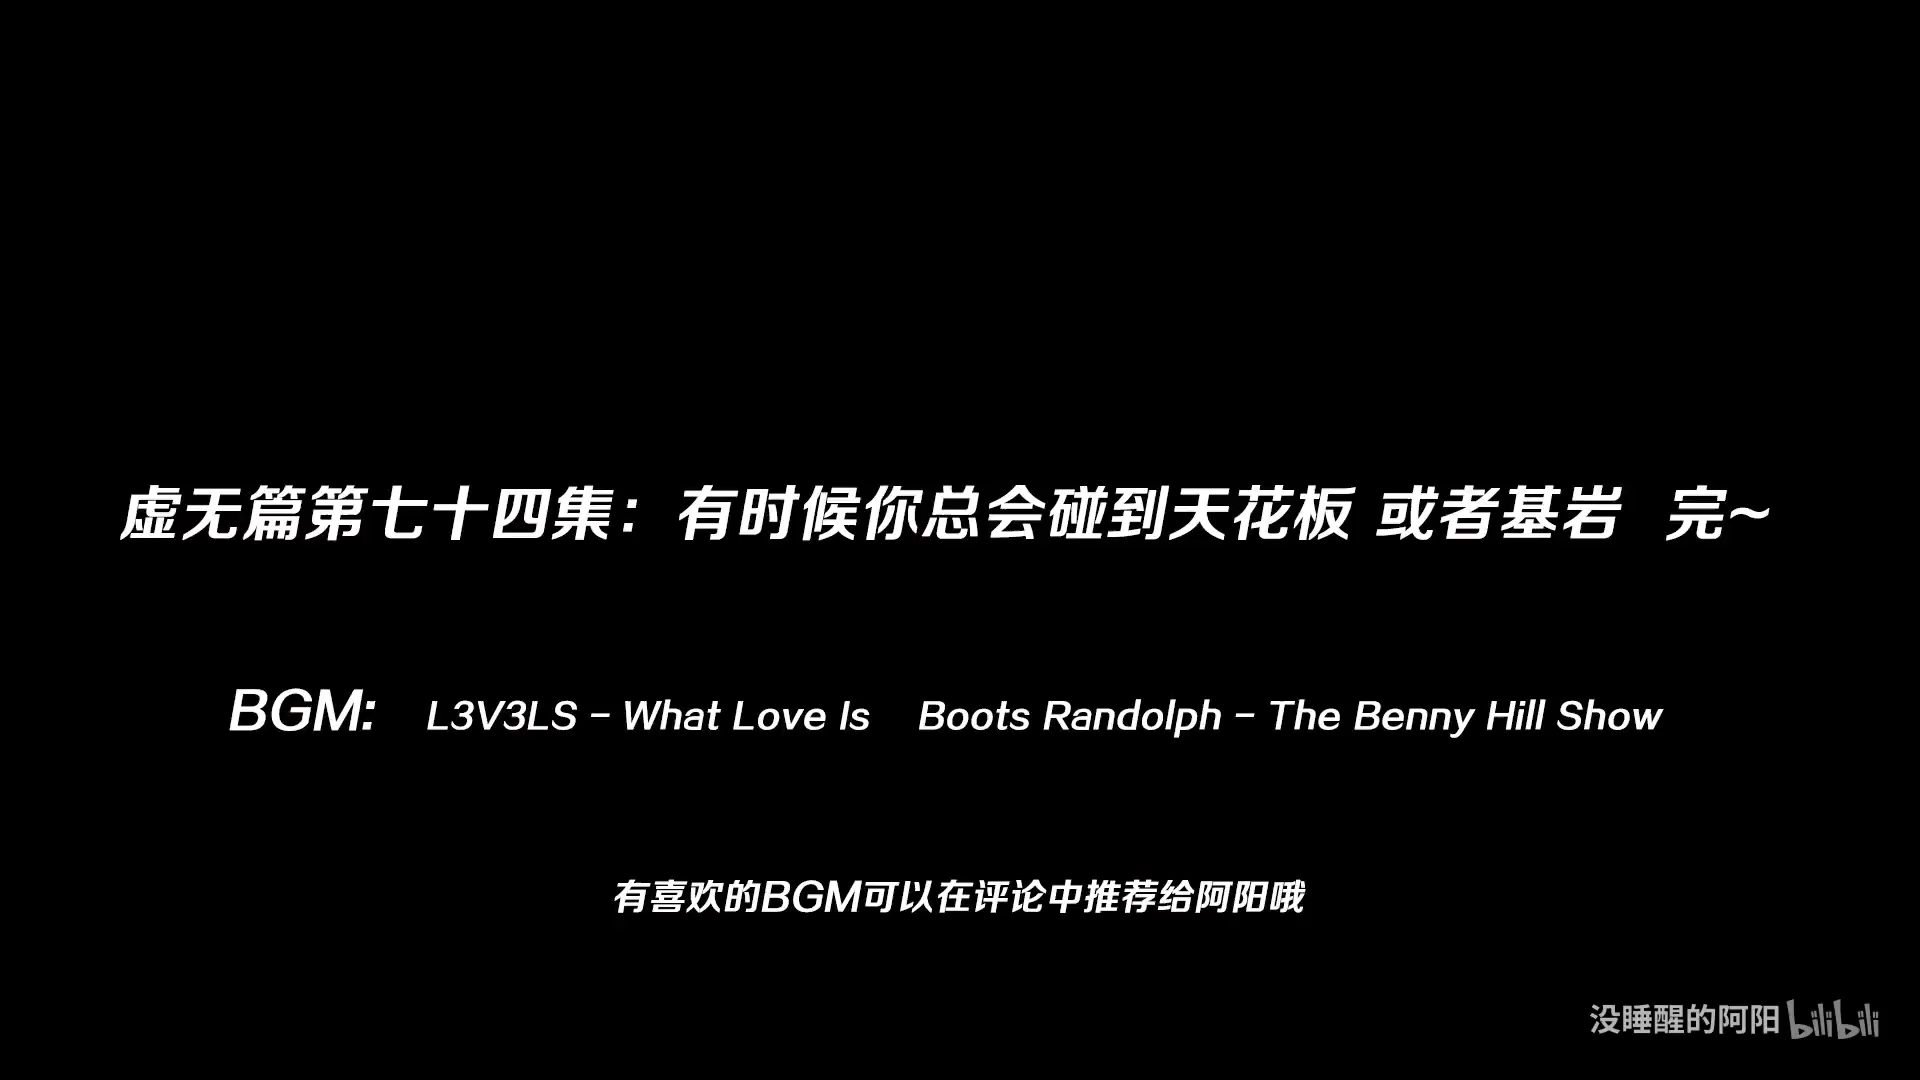 虚无篇第七十四集：有时候你总会碰到天花板 或者基岩 完~
BGM: L3V3LS - What Love Is Boots Randolph - The Benny Hill Show
有喜欢的BGM可以在评论中推荐给阿阳哦
没睡醒的阿阳 bilibili